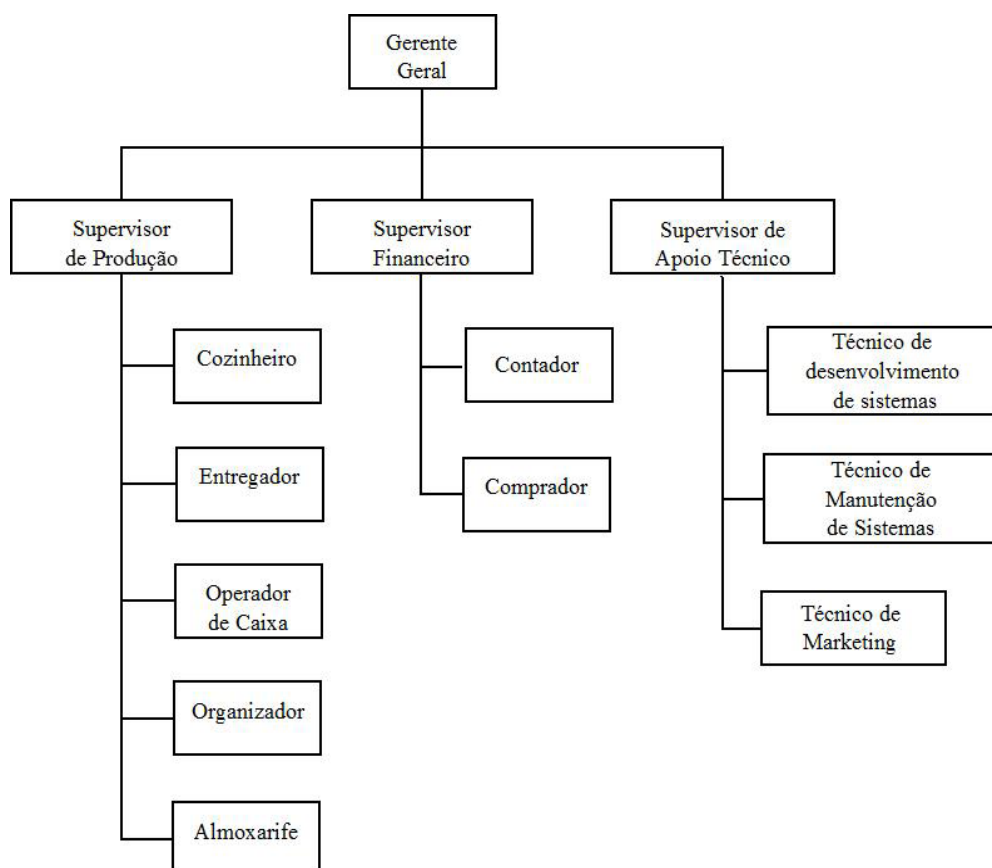 Gerente
Geral
Supervisor
de Produção
Supervisor
Financeiro
Supervisor de
Apoio Técnico
Cozinheiro
Entregador
Operador
de Caixa
Organizador
Almoxarife
Contador
Comprador
Técnico de
desenvolvimento
de sistemas
Técnico de
Manutenção
de Sistemas
Técnico de
Marketing